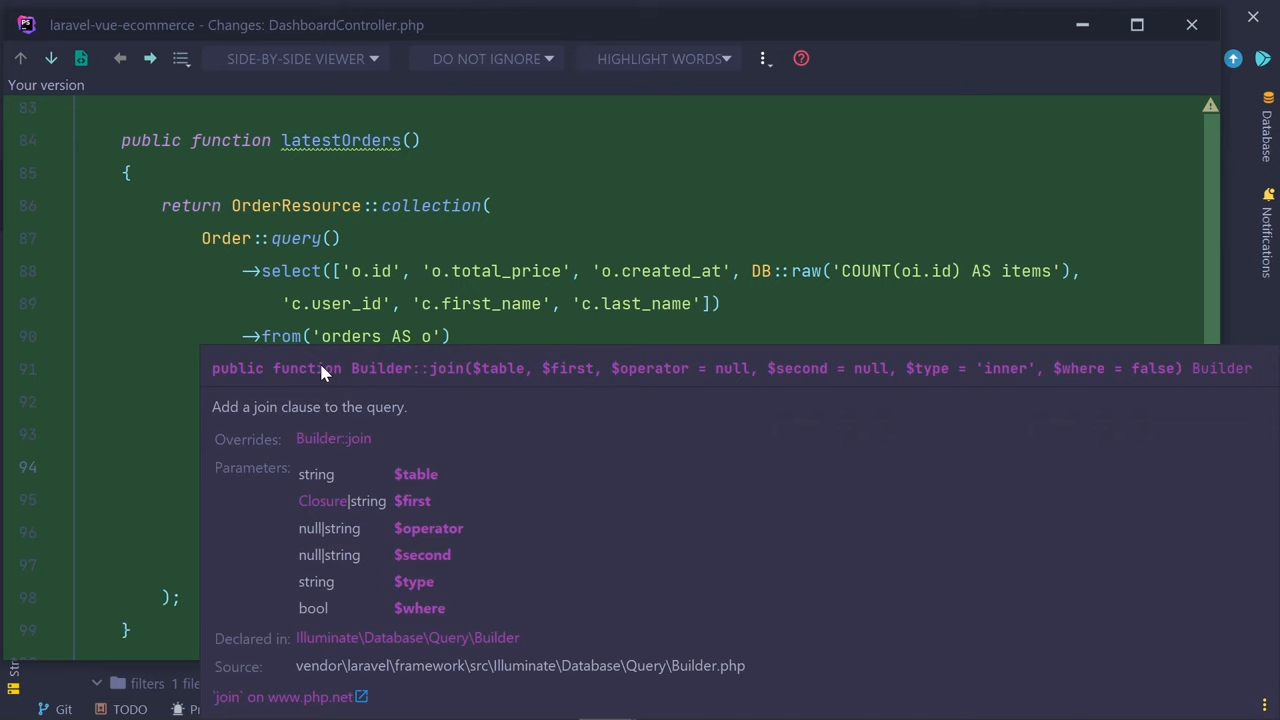 laravel-vue-ecommerce - Changes: DashboardController.php
SIDE-BY-SIDE VIEWER DO NOT IGNORE HIGHLIGHT WORDS
Your version
83
84 public function latestOrders()
85 {
86 return OrderResource::collection(
87 Order::query()
88 ->select(['o.id', 'o.total_price', 'o.created_at', DB::raw('COUNT(oi.id) AS items'),
89 'c.user_id', 'c.first_name', 'c.last_name'])
90 ->from('orders AS o')
91 public function Builder::join($table, $first, $operator = null, $second = null, $type = 'inner', $where = false) Builder
92 Add a join clause to the query.
93 Overrides: Builder::join
94 Parameters: string $table
95 Closure|string $first
96 null|string $operator
97 null|string $second
string $type
98 ); bool $where
99 } Declared in: Illuminate\Database\Query\Builder
Source: vendor\laravel\framework\src\Illuminate\Database\Query\Builder.php
`join` on www.php.net
filters 1 file
Git TODO
Database
Notifications